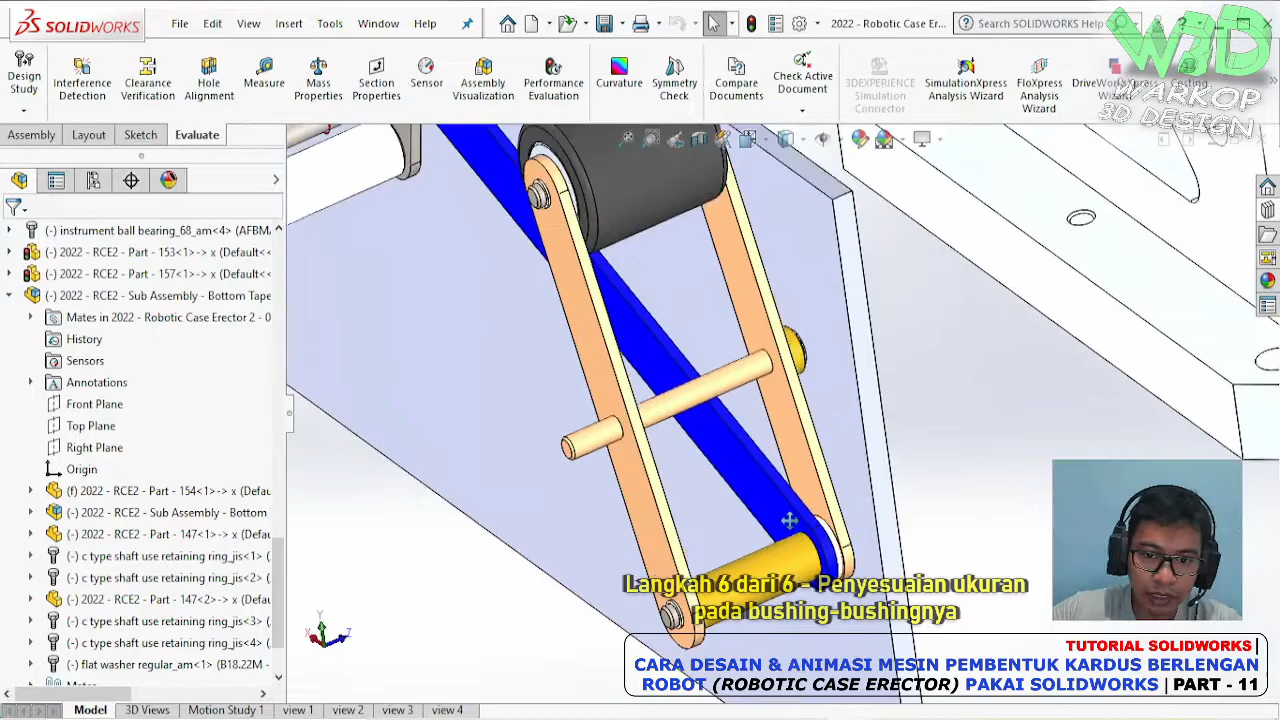 SOLIDWORKS
File Edit View Insert Tools Window Help
2022 - Robotic Case Er...
Search SOLIDWORKS Help
W3D
WARKOP
3D DESIGN
Design Study
Interference Detection
Clearance Verification
Hole Alignment
Measure
Mass Properties
Section Properties
Sensor
Assembly Visualization
Performance Evaluation
Curvature
Symmetry Check
Compare Documents
Check Active Document
3DEXPERIENCE Simulation Connector
SimulationXpress Analysis Wizard
FloXpress Analysis Wizard
Assembly Layout Sketch Evaluate
(-) instrument ball bearing_68_am<4> (AFBM
(-) 2022 - RCE2 - Part - 153<1>-> x (Default<<
(-) 2022 - RCE2 - Part - 157<1>-> x (Default<<
(-) 2022 - RCE2 - Sub Assembly - Bottom Tape
Mates in 2022 - Robotic Case Erector 2 - 0
History
Sensors
Annotations
Front Plane
Top Plane
Right Plane
Origin
(f) 2022 - RCE2 - Part - 154<1>-> x (Defau
(-) 2022 - RCE2 - Sub Assembly - Bottom
(-) 2022 - RCE2 - Part - 147<1>-> x (Defau
(-) c type shaft use retaining ring_jis<1> (
(-) c type shaft use retaining ring_jis<2> (
(-) 2022 - RCE2 - Part - 147<2>-> x (Defau
(-) c type shaft use retaining ring_jis<3> (
(-) c type shaft use retaining ring_jis<4> (
(-) flat washer regular_am<1> (B18.22M -
Y
X
Z
Langkah 6 dari 6 - Penyesuaian ukuran
pada bushing-bushingnya
TUTORIAL SOLIDWORKS |
CARA DESAIN & ANIMASI MESIN PEMBENTUK KARDUS BERLENGAN
ROBOT (ROBOTIC CASE ERECTOR) PAKAI SOLIDWORKS | PART - 11
Model 3D Views Motion Study 1 view 1 view 2 view 3 view 4